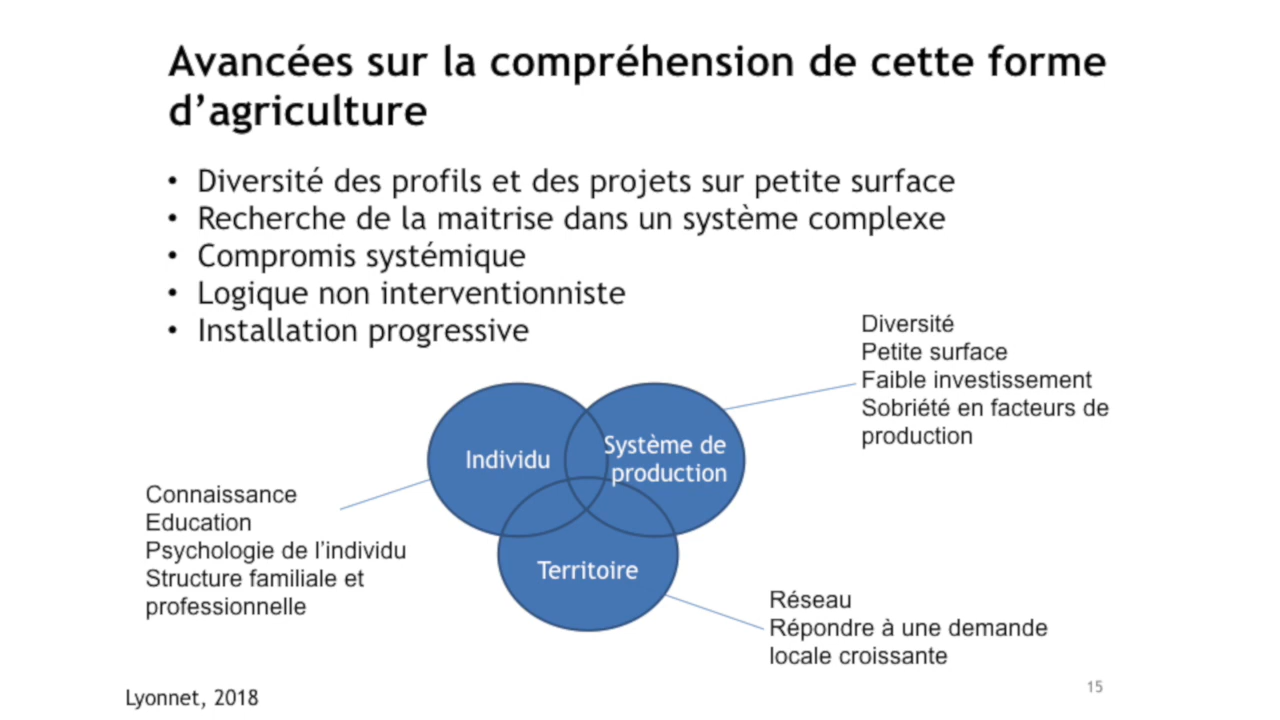 Avancées sur la compréhension de cette forme
d’agriculture
• Diversité des profils et des projets sur petite surface
• Recherche de la maitrise dans un système complexe
• Compromis systémique
• Logique non interventionniste
• Installation progressive
Diversité
Petite surface
Faible investissement
Sobriété en facteurs de
production
Individu
Système de
production
Territoire
Connaissance
Education
Psychologie de l’individu
Structure familiale et
professionnelle
Réseau
Répondre à une demande
locale croissante
Lyonnet, 2018
15